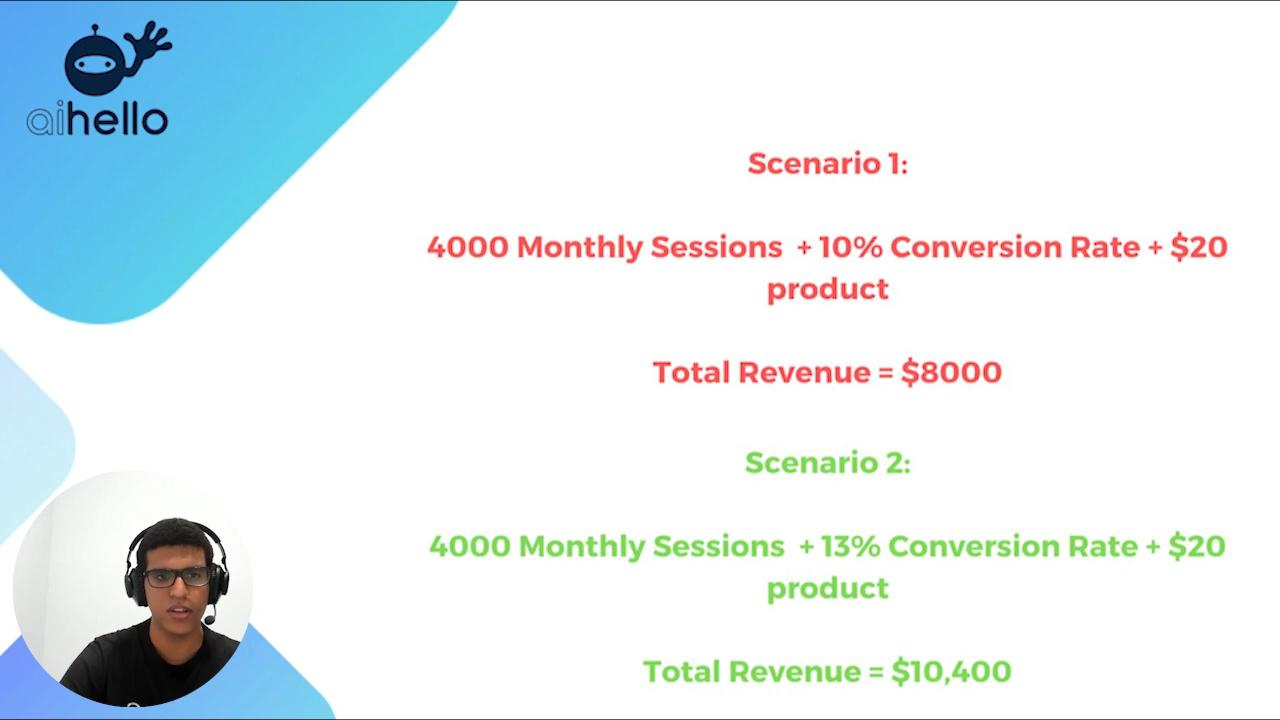 aihello
Scenario 1:
4000 Monthly Sessions + 10% Conversion Rate + $20
product
Total Revenue = $8000
Scenario 2:
4000 Monthly Sessions + 13% Conversion Rate + $20
product
Total Revenue = $10,400